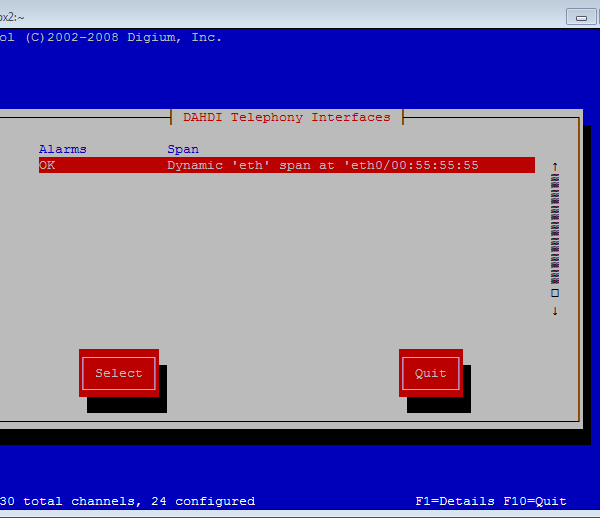 ox2:~
ol (C)2002-2008 Digium, Inc.
DAHDI Telephony Interfaces
Alarms Span
OK Dynamic 'eth' span at 'eth0/00:55:55:55
Select Quit
30 total channels, 24 configured F1=Details F10=Quit